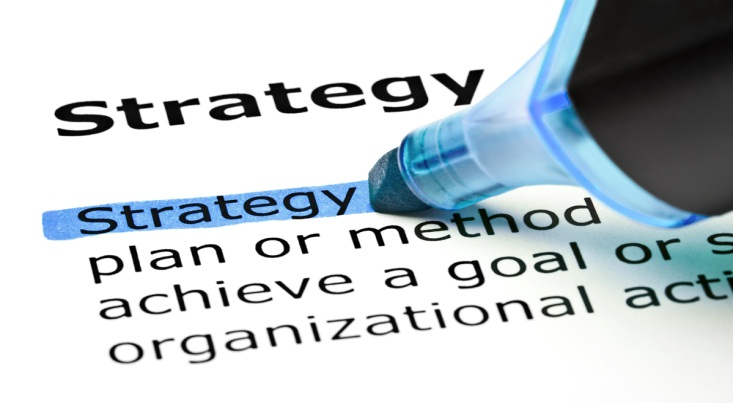 Strategy
Strategy
plan or method
achieve a goal or
organizational